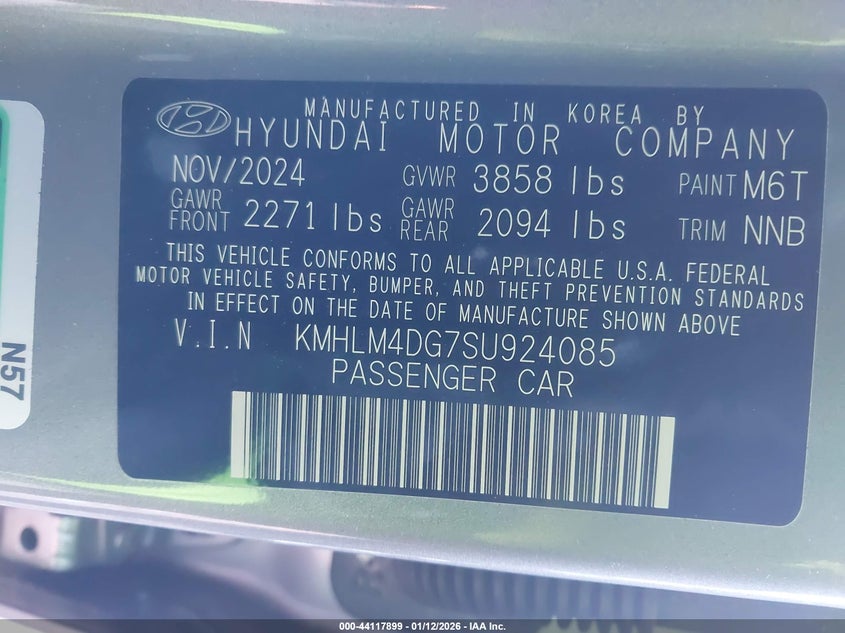 MANUFACTURED IN KOREA BY
HYUNDAI MOTOR COMPANY
NOV/2024 GVWR 3858 lbs PAINT M6T
GAWR FRONT 2271 lbs GAWR REAR 2094 lbs TRIM NNB
THIS VEHICLE CONFORMS TO ALL APPLICABLE U.S.A. FEDERAL
MOTOR VEHICLE SAFETY, BUMPER, AND THEFT PREVENTION STANDARDS
IN EFFECT ON THE DATE OF MANUFACTURE SHOWN ABOVE
V.I.N KMHLM4DG7SU924085
PASSENGER CAR
N57
000-44117899 - 01/12/2026 - IAA Inc.